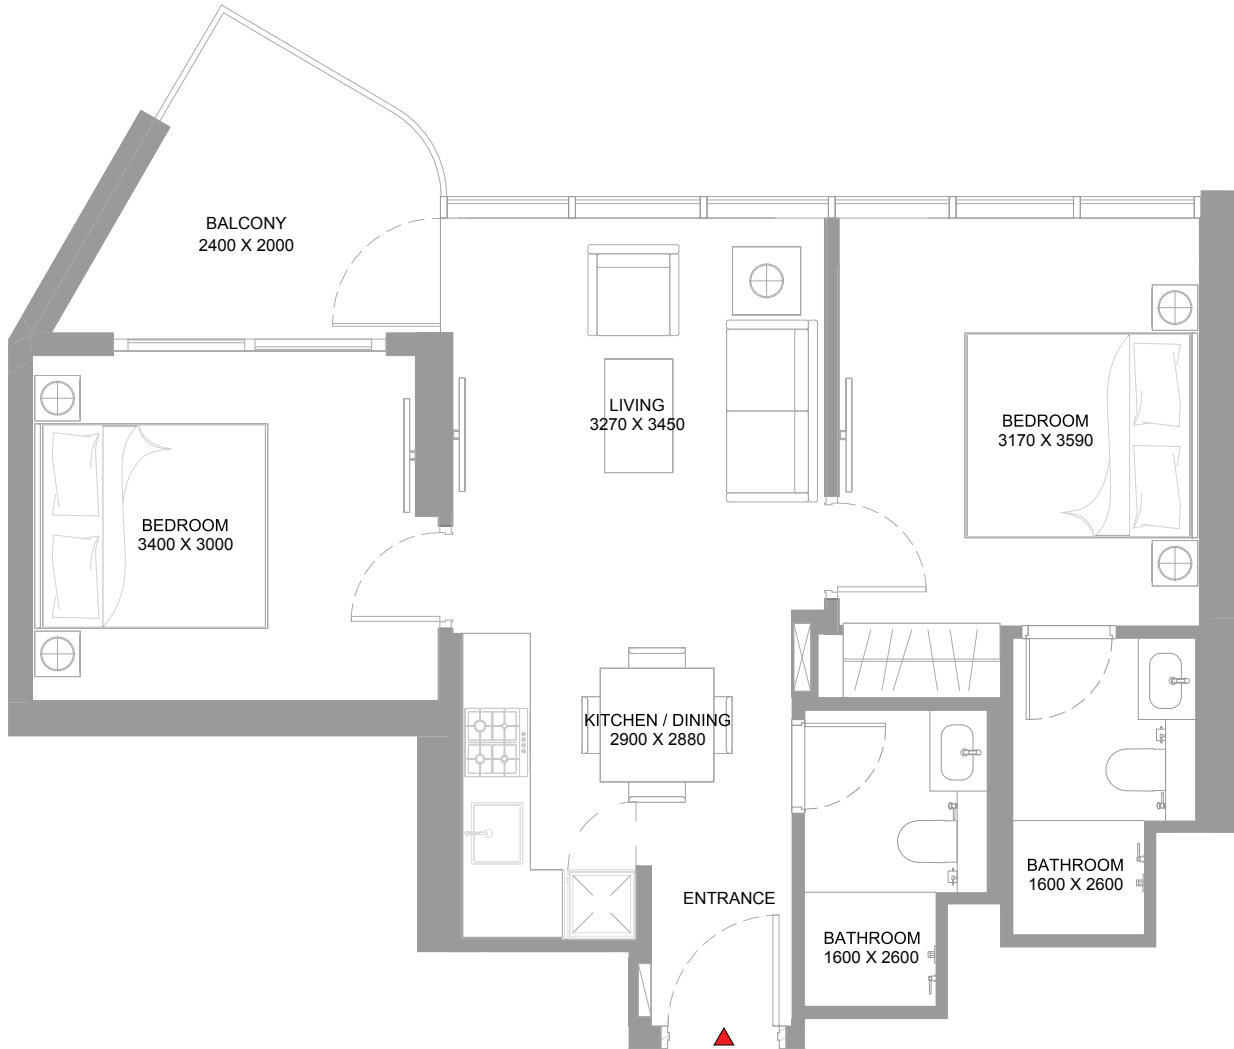 BALCONY
2400 X 2000
LIVING
3270 X 3450
BEDROOM
3170 X 3590
BEDROOM
3400 X 3000
KITCHEN / DINING
2900 X 2880
BATHROOM
1600 X 2600
ENTRANCE
BATHROOM
1600 X 2600